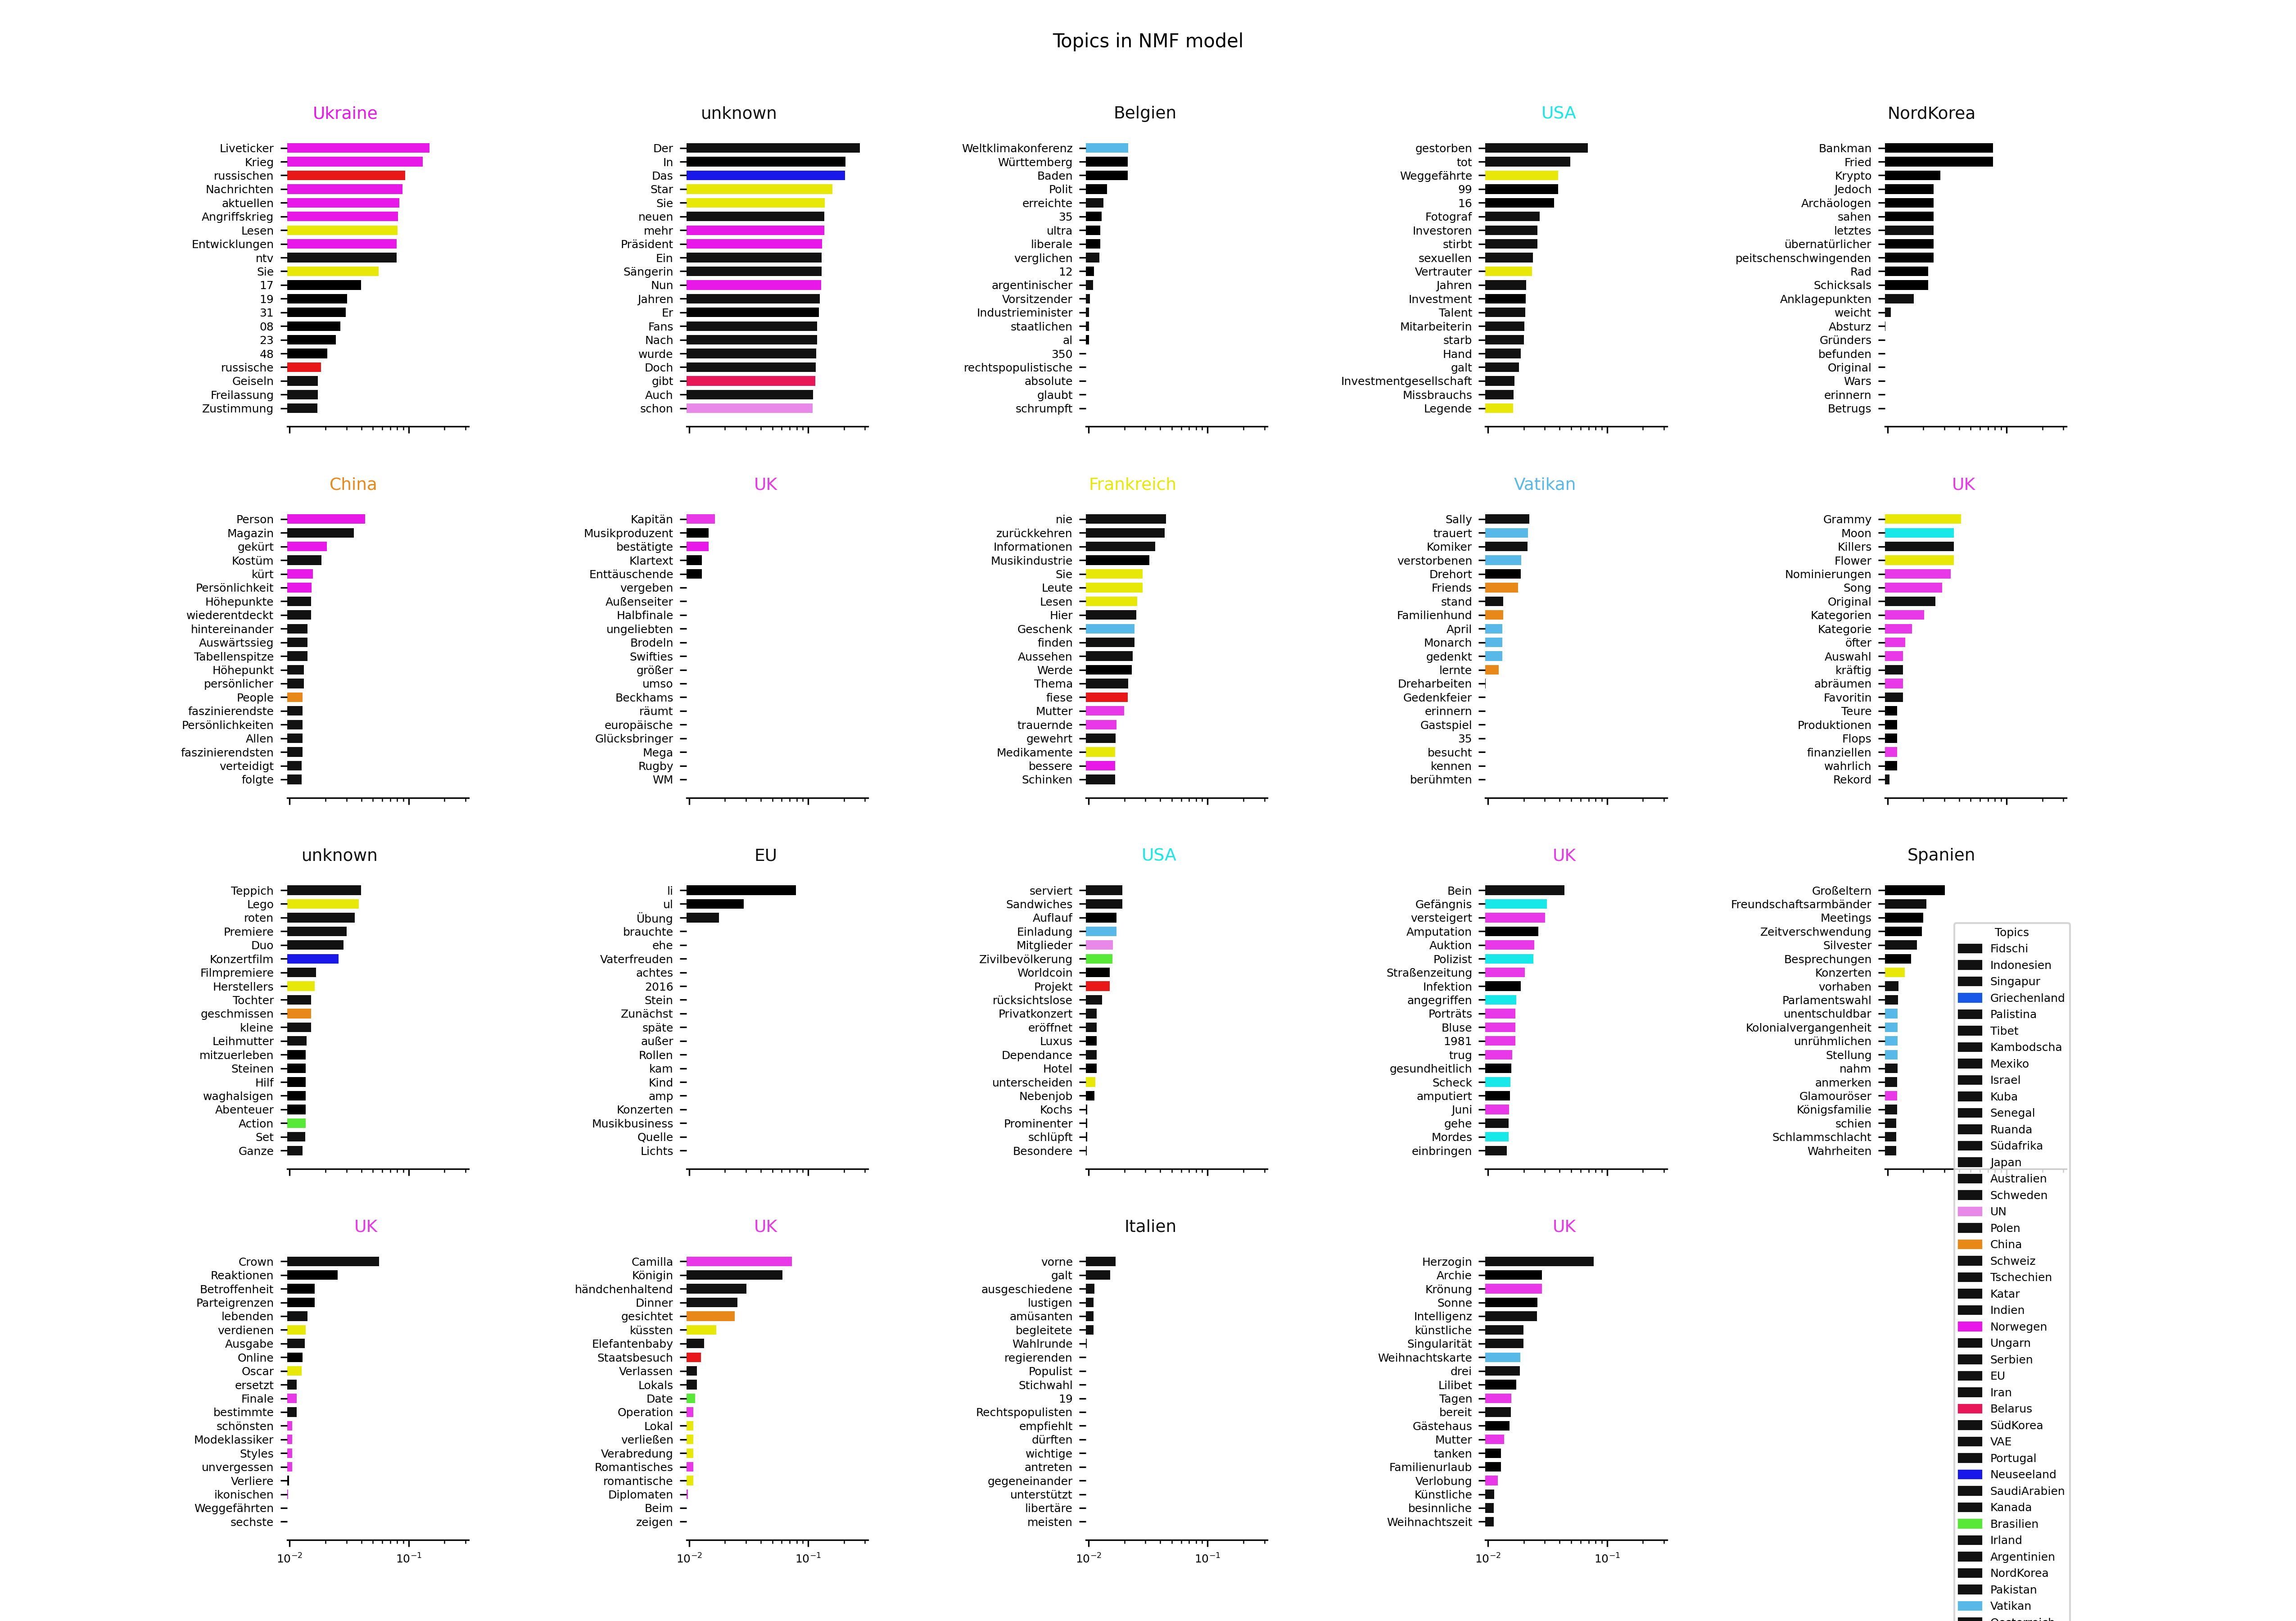 Topics in NMF model
Ukraine
Liveticker
Krieg
russischen
Nachrichten
aktuellen
Angriffskrieg
Lesen
Entwicklungen
ntv
Sie
17
19
31
08
23
48
russische
Geiseln
Freilassung
Zustimmung
unknown
Der
In
Das
Star
Sie
neuen
mehr
Präsident
Ein
Sängerin
Nun
Jahren
Er
Fans
Nach
wurde
Doch
gibt
Auch
schon
Belgien
Weltklimakonferenz
Württemberg
Baden
Polit
erreichte
35
ultra
liberale
verglichen
12
argentinischer
Vorsitzender
Industrieminister
staatlichen
al
350
rechtspopulistische
absolute
glaubt
schrumpft
USA
gestorben
tot
Weggefährte
99
16
Fotograf
Investoren
stirbt
sexuellen
Vertrauter
Jahren
Investment
Talent
Mitarbeiterin
starb
Hand
galt
Investmentgesellschaft
Missbrauchs
Legende
NordKorea
Bankman
Fried
Krypto
Jedoch
Archäologen
sahen
letztes
übernatürlicher
peitschenschwingenden
Rad
Schicksals
Anklagepunkten
weicht
Absturz
Gründers
befunden
Original
Wars
erinnern
Betrugs
China
Person
Magazin
gekürt
Kostüm
kürt
Persönlichkeit
Höhepunkte
wiederentdeckt
hintereinander
Auswärtssieg
Tabellenspitze
Höhepunkt
persönlicher
People
faszinierendste
Persönlichkeiten
Allen
faszinierendsten
verteidigt
folgte
UK
Kapitän
Musikproduzent
bestätigte
Klartext
Enttäuschende
vergeben
Außenseiter
Halbfinale
ungeliebten
Brodeln
Swifties
größer
umso
Beckhams
räumt
europäische
Glücksbringer
Mega
Rugby
WM
Frankreich
nie
zurückkehren
Informationen
Musikindustrie
Sie
Leute
Lesen
Hier
Geschenk
finden
Aussehen
Werde
Thema
fiese
Mutter
trauernde
gewehrt
Medikamente
bessere
Schinken
Vatikan
Sally
trauert
Komiker
verstorbenen
Drehort
Friends
stand
Familienhund
April
Monarch
gedenkt
lernte
Dreharbeiten
Gedenkfeier
erinnern
Gastspiel
35
besucht
kennen
berühmten
UK
Grammy
Moon
Killers
Flower
Nominierungen
Song
Original
Kategorien
Kategorie
öfter
Auswahl
kräftig
abräumen
Favoritin
Teure
Produktionen
Flops
finanziellen
wahrlich
Rekord
unknown
Teppich
Lego
roten
Premiere
Duo
Konzertfilm
Filmpremiere
Herstellers
Tochter
geschmissen
kleine
Leihmutter
mitzuerleben
Steinen
Hilf
waghalsigen
Abenteuer
Action
Set
Ganze
EU
li
ul
Übung
brauchte
ehe
Vaterfreuden
achtes
2016
Stein
Zunächst
späte
außer
Rollen
kam
Kind
amp
Konzerten
Musikbusiness
Quelle
Lichts
USA
serviert
Sandwiches
Auflauf
Einladung
Mitglieder
Zivilbevölkerung
Worldcoin
Projekt
rücksichtslose
Privatkonzert
eröffnet
Luxus
Dependance
Hotel
unterscheiden
Nebenjob
Kochs
Prominenter
schlüpft
Besondere
UK
Bein
Gefängnis
versteigert
Amputation
Auktion
Polizist
Straßenzeitung
Infektion
angegriffen
Porträts
Bluse
1981
trug
gesundheitlich
Scheck
amputiert
Juni
gehe
Mordes
einbringen
Spanien
Großeltern
Freundschaftsarmbänder
Meetings
Zeitverschwendung
Silvester
Besprechungen
Konzerten
vorhaben
Parlamentswahl
unentschuldbar
Kolonialvergangenheit
unrühmlichen
Stellung
nahm
anmerken
Glamouröser
Königsfamilie
schien
Schlammschlacht
Wahrheiten
UK
Crown
Reaktionen
Betroffenheit
Parteigrenzen
lebenden
verdienen
Ausgabe
Online
Oscar
ersetzt
Finale
bestimmte
schönsten
Modeklassiker
Styles
unvergessen
Verliere
ikonischen
Weggefährten
sechste
10⁻² 10⁻¹
UK
Camilla
Königin
händchenhaltend
Dinner
gesichtet
küssten
Elefantenbaby
Staatsbesuch
Verlassen
Lokals
Date
Operation
Lokal
verließen
Verabredung
Romantisches
romantische
Diplomaten
Beim
zeigen
10⁻² 10⁻¹
Italien
vorne
galt
ausgeschiedene
lustigen
amüsanten
begleitete
Wahlrunde
regierenden
Populist
Stichwahl
19
Rechtspopulisten
empfiehlt
dürften
wichtige
antreten
gegeneinander
unterstützt
libertäre
meisten
10⁻² 10⁻¹
UK
Herzogin
Archie
Krönung
Sonne
Intelligenz
künstliche
Singularität
Weihnachtskarte
drei
Lilibet
Tagen
bereit
Gästehaus
Mutter
tanken
Familienurlaub
Verlobung
Künstliche
besinnliche
Weihnachtszeit
10⁻² 10⁻¹
Topics
Fidschi
Indonesien
Singapur
Griechenland
Palistina
Tibet
Kambodscha
Mexiko
Israel
Kuba
Senegal
Ruanda
Südafrika
Japan
Australien
Schweden
UN
Polen
China
Schweiz
Tschechien
Katar
Indien
Norwegen
Ungarn
Serbien
EU
Iran
Belarus
SüdKorea
VAE
Portugal
Neuseeland
SaudiArabien
Kanada
Brasilien
Irland
Argentinien
NordKorea
Pakistan
Vatikan